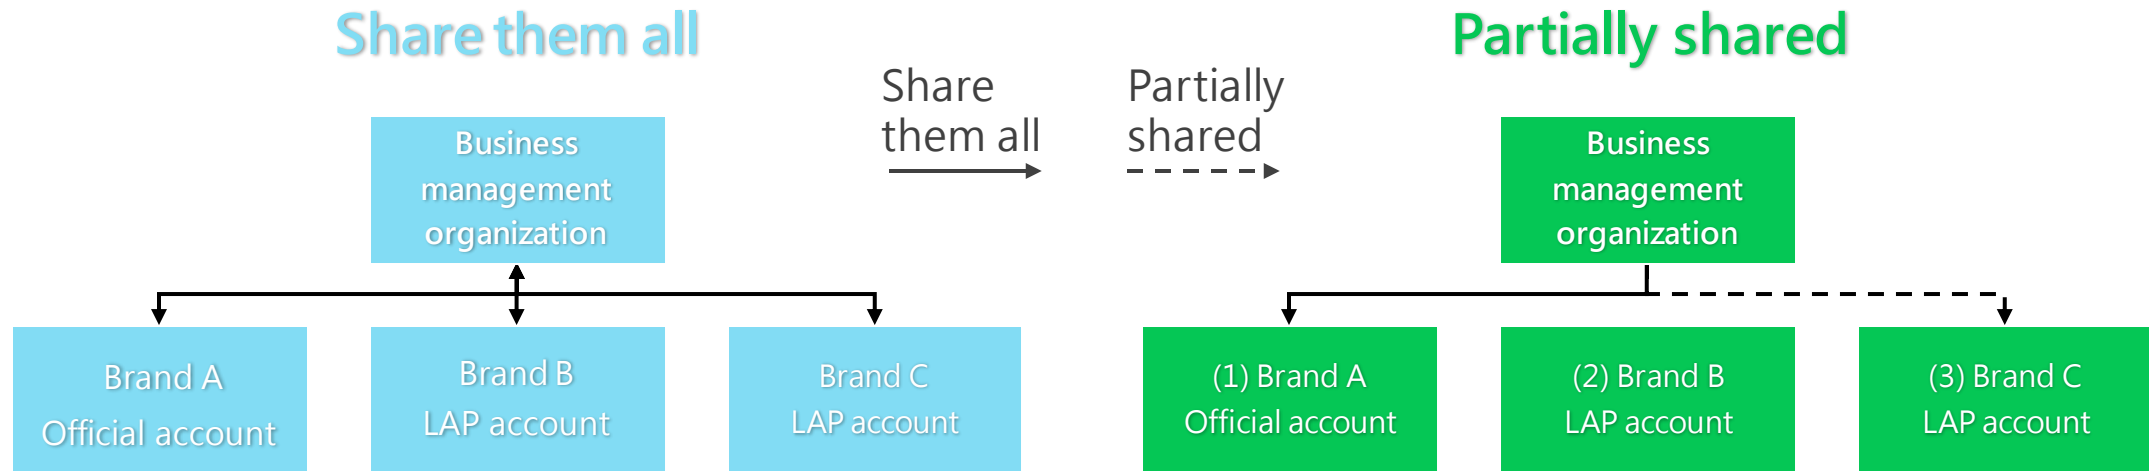 Share them all
Business
management
organization
Brand A
Official account
Brand B
LAP account
Brand C
LAP account
Share
them all
Partially
shared
Partially shared
Business
management
organization
(1) Brand A
Official account
(2) Brand B
LAP account
(3) Brand C
LAP account